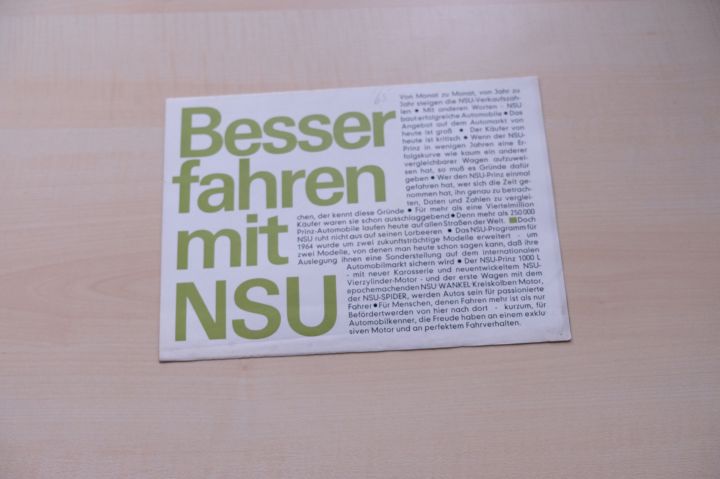 65
Besser
fahren
mit
NSU
Von Monat zu Monat, von Jahr zu
Jahr steigen die NSU-Verkaufszah-
len • Mit anderen Worten - NSU
baut erfolgreiche Automobile • Das
Angebot auf dem Automarkt von
heute ist groß • Der Käufer von
heute ist kritisch • Wenn der NSU-
Prinz in wenigen Jahren eine Er-
folgskurve wie kaum ein anderer
vergleichbarer Wagen aufzuwei-
sen hat, so muß es Gründe dafür
geben • Wer den NSU-Prinz einmal
gefahren hat, wer sich die Zeit ge-
nommen hat, ihn genau zu betrach-
ten, Daten und Zahlen zu verglei-
chen, der kennt diese Gründe • Für mehr als eine Viertelmillion
Käufer waren sie schon ausschlaggebend • Denn mehr als 250 000
Prinz-Automobile laufen heute auf allen Straßen der Welt. ■ Doch
NSU ruht nicht aus auf seinen Lorbeeren • Das NSU-Programm für
1964 wurde um zwei zukunftsträchtige Modelle erweitert - um
zwei Modelle, von denen man heute schon sagen kann, daß ihre
Auslegung ihnen eine Sonderstellung auf dem internationalen
Automobilmarkt sichern wird • Der NSU-Prinz 1000 L
- mit neuer Karosserie und neuentwickeltem NSU-
Vierzylinder-Motor - und der erste Wagen mit dem
epochemachenden NSU WANKEL Kreiskolben Motor,
der NSU-SPIDER, werden Autos sein für passionierte
Fahrer • Für Menschen, denen Fahren mehr ist als nur
Befördertwerden von hier nach dort - kurzum, für
Automobilkenner, die Freude haben an einem exklu
siven Motor und an perfektem Fahrverhalten.